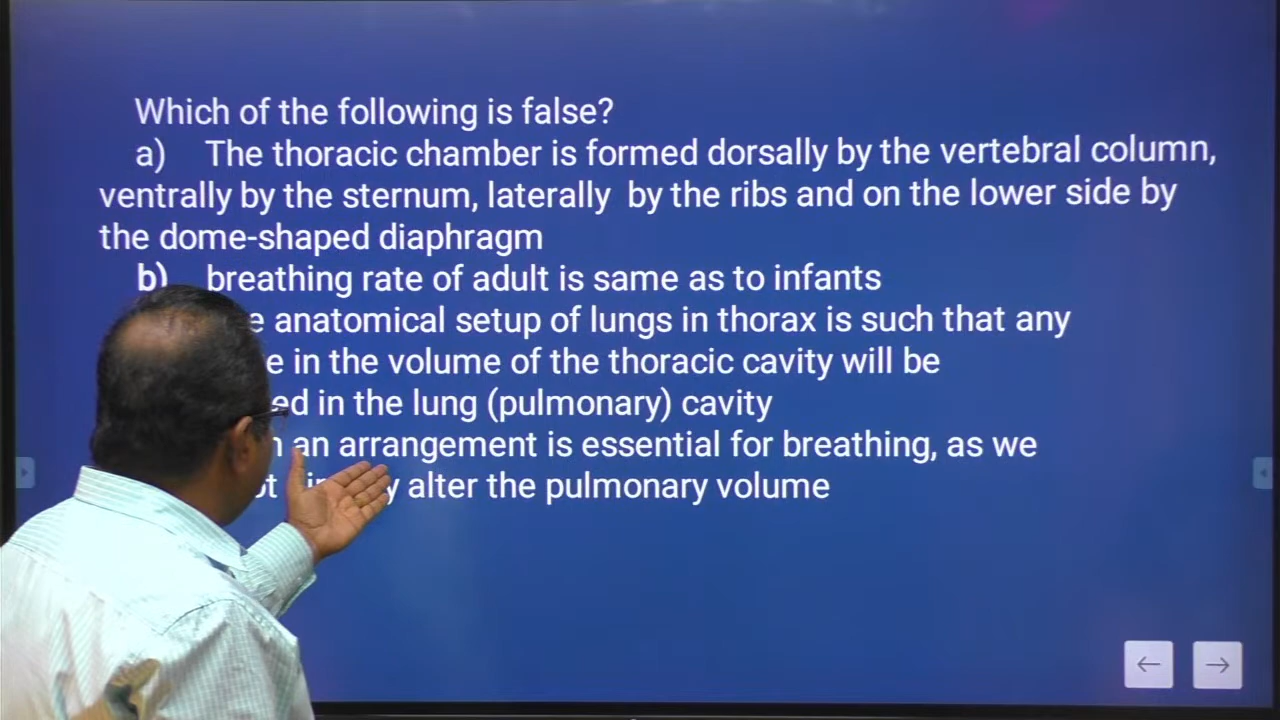 Which of the following is false?
a) The thoracic chamber is formed dorsally by the vertebral column,
ventrally by the sternum, laterally by the ribs and on the lower side by
the dome-shaped diaphragm
b) breathing rate of adult is same as to infants
anatomical setup of lungs in thorax is such that any
in the volume of the thoracic cavity will be
in the lung (pulmonary) cavity
an arrangement is essential for breathing, as we
alter the pulmonary volume